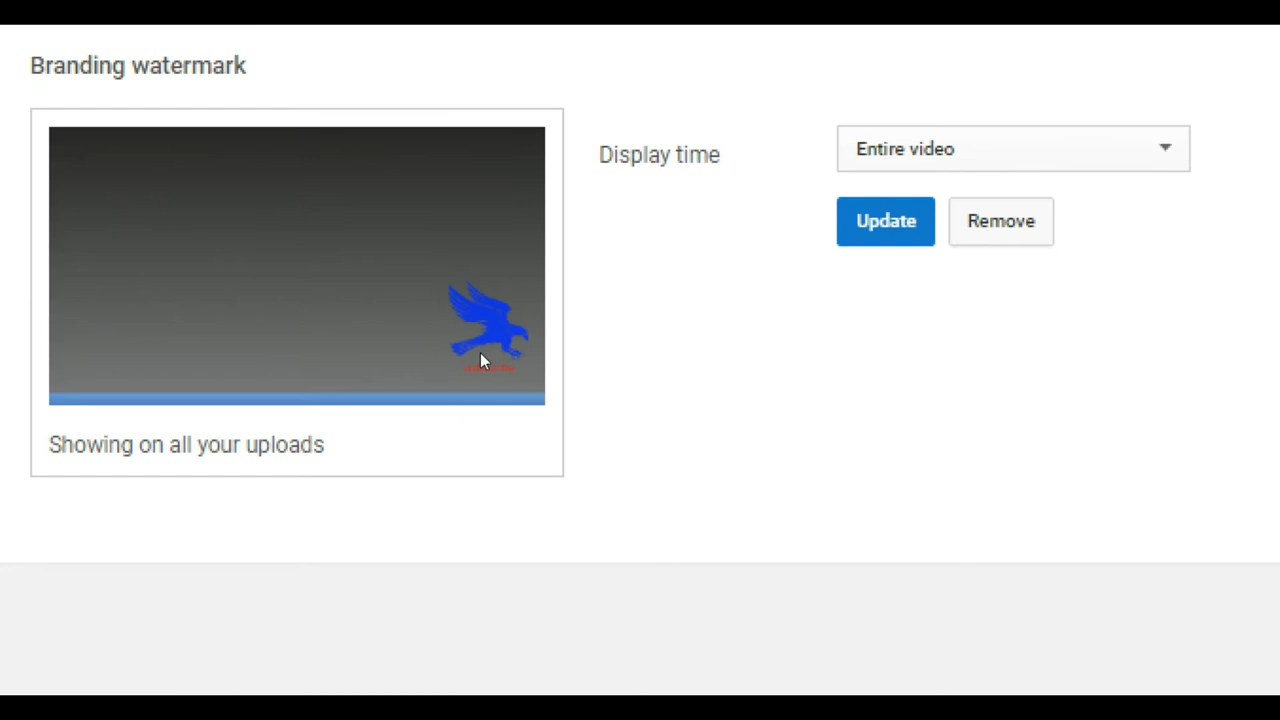 Branding watermark
Display time
Entire video
Update
Remove
Showing on all your uploads